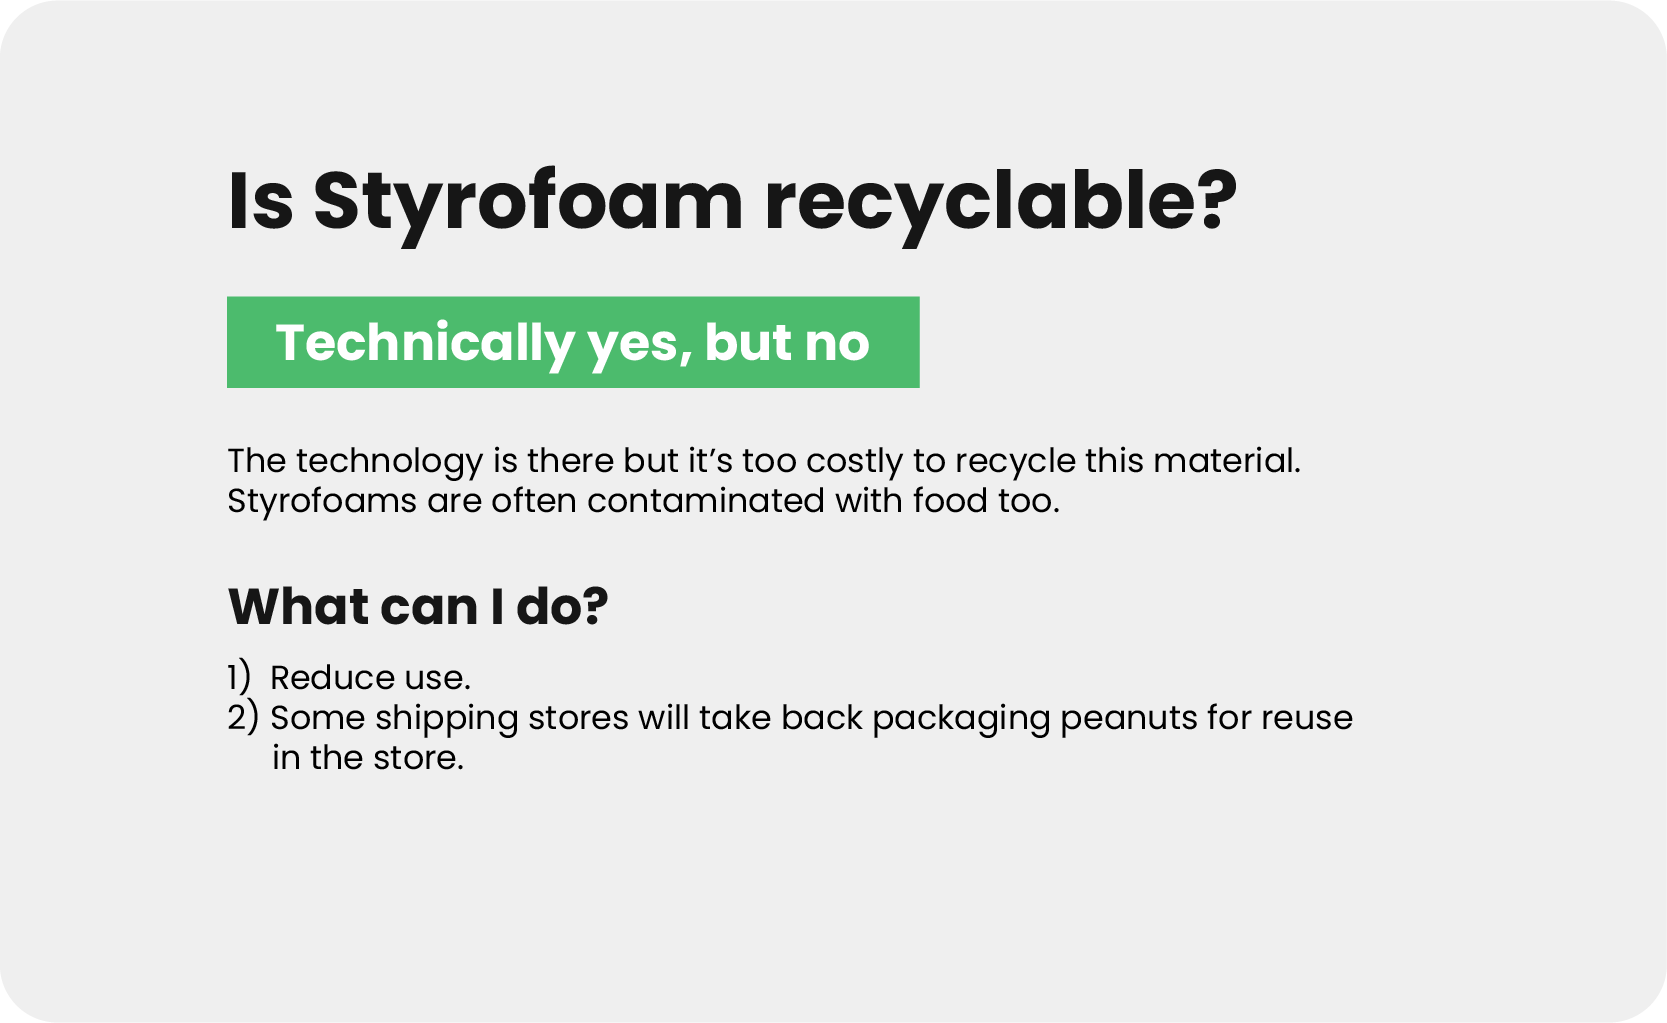 Is Styrofoam recyclable?
Technically yes, but no
The technology is there but it’s too costly to recycle this material.
Styrofoams are often contaminated with food too.
What can I do?
1) Reduce use.
2) Some shipping stores will take back packaging peanuts for reuse
in the store.